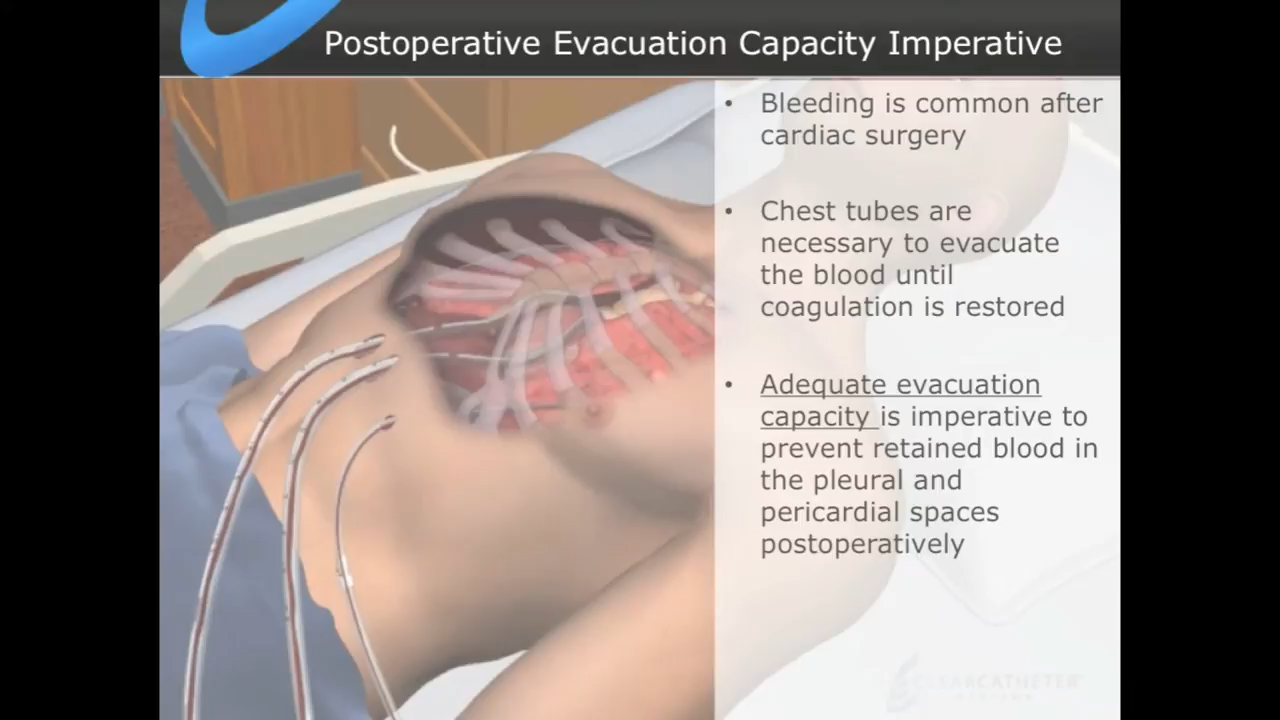 Postoperative Evacuation Capacity Imperative
• Bleeding is common after
cardiac surgery
• Chest tubes are
necessary to evacuate
the blood until
coagulation is restored
• Adequate evacuation
capacity is imperative to
prevent retained blood in
the pleural and
pericardial spaces
postoperatively